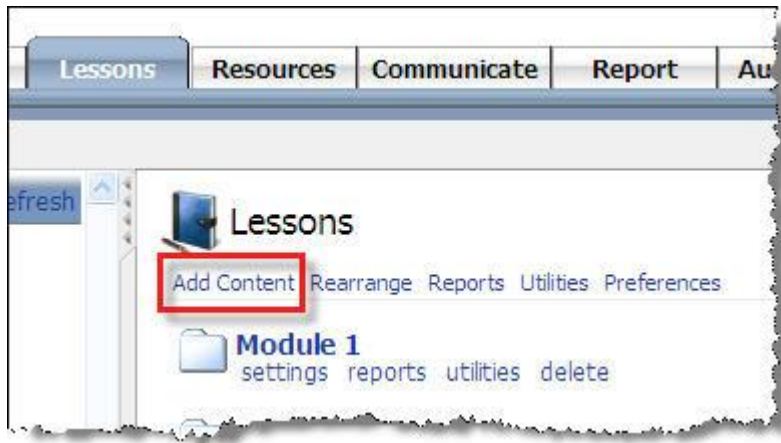 Lessons Resources Communicate Report
efresh
Lessons
Add Content Rearrange Reports Utilities Preferences
Module 1
settings reports utilities delete